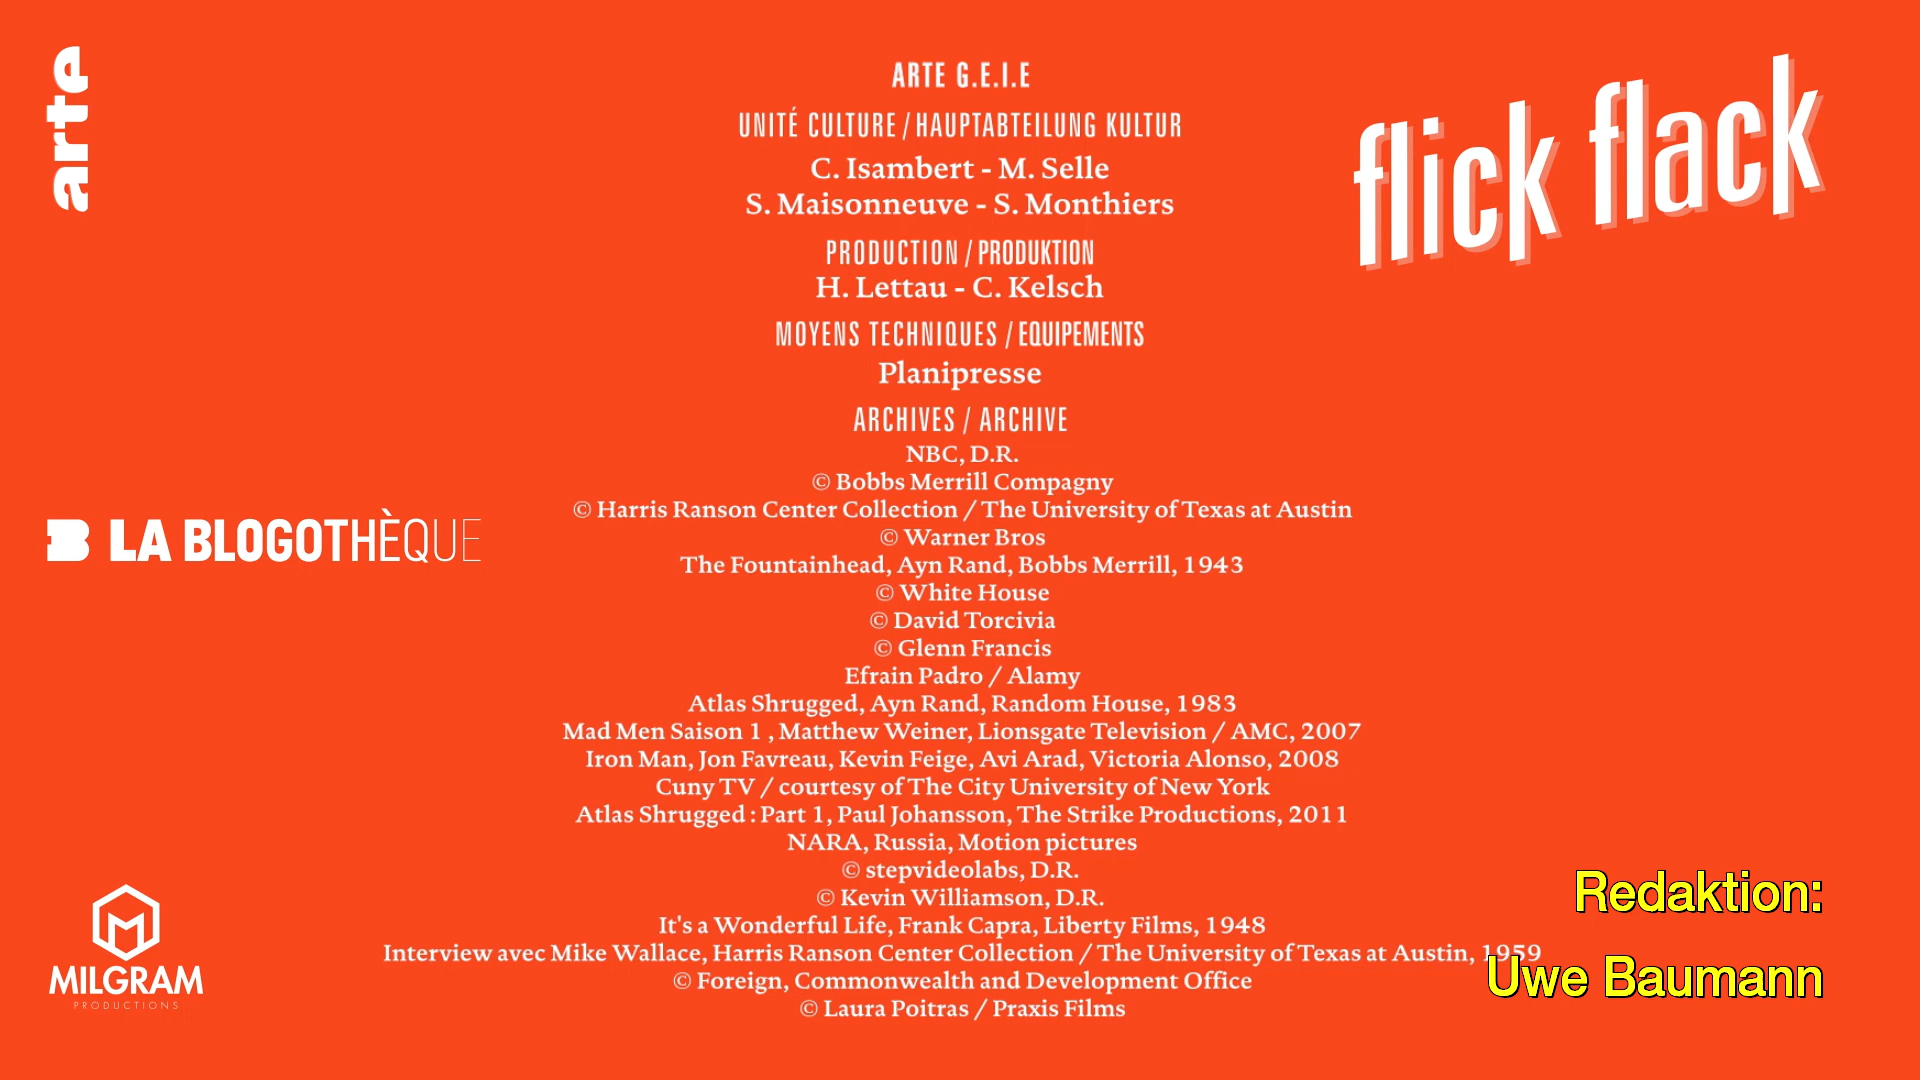 arte
flick flack
ARTE G.E.I.E
UNITÉ CULTURE / HAUPTABTEILUNG KULTUR
C. Isambert - M. Selle
S. Maisonneuve - S. Monthiers
PRODUCTION / PRODUKTION
H. Lettau - C. Kelsch
MOYENS TECHNIQUES / EQUIPEMENTS
Planipresse
ARCHIVES / ARCHIVE
NBC, D.R.
© Bobbs Merrill Compagny
© Harris Ranson Center Collection / The University of Texas at Austin
© Warner Bros
The Fountainhead, Ayn Rand, Bobbs Merrill, 1943
© White House
© David Torcivia
© Glenn Francis
Efrain Padro / Alamy
Atlas Shrugged, Ayn Rand, Random House, 1983
Mad Men Saison 1 , Matthew Weiner, Lionsgate Television / AMC, 2007
Iron Man, Jon Favreau, Kevin Feige, Avi Arad, Victoria Alonso, 2008
Cuny TV / courtesy of The City University of New York
Atlas Shrugged : Part 1, Paul Johansson, The Strike Productions, 2011
NARA, Russia, Motion pictures
© stepvideolabs, D.R.
© Kevin Williamson, D.R.
It's a Wonderful Life, Frank Capra, Liberty Films, 1948
Interview avec Mike Wallace, Harris Ranson Center Collection / The University of Texas at Austin, 1959
© Foreign, Commonwealth and Development Office
© Laura Poitras / Praxis Films
LA BLOGOTHÈQUE
MILGRAM
PRODUCTIONS
Redaktion:
Uwe Baumann